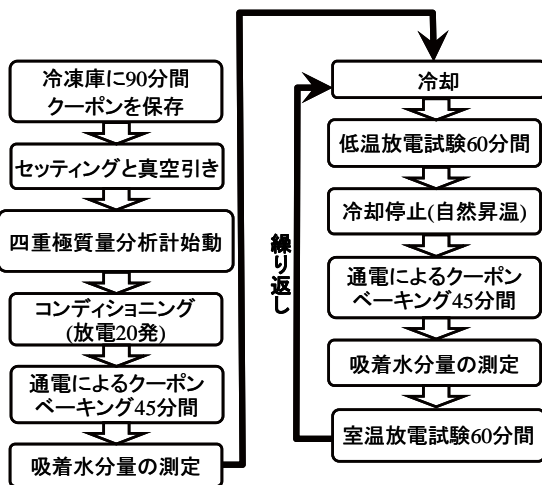 冷凍庫に90分間
クーポンを保存
セッティングと真空引き
四重極質量分析計始動
コンディショニング
(放電20発)
通電によるクーポン
ベーキング45分間
吸着水分量の測定
冷却
低温放電試験60分間
冷却停止(自然昇温)
通電によるクーポン
ベーキング45分間
吸着水分量の測定
室温放電試験60分間
繰り返し